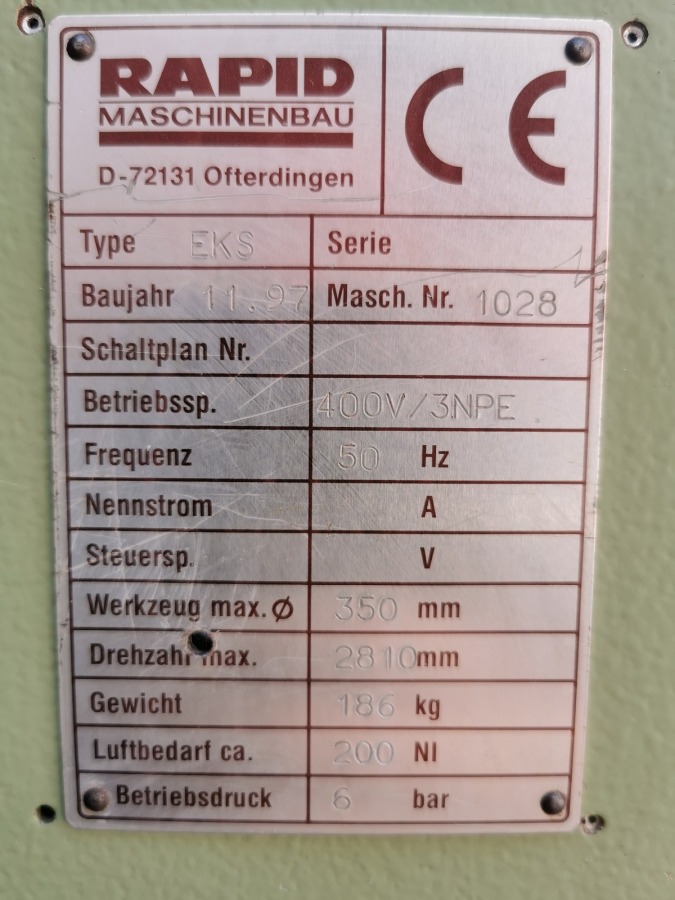 RAPID
MASCHINENBAU
D-72131 Ofterdingen
CE
Type EKS Serie
Baujahr 11.97 Masch. Nr. 1028
Schaltplan Nr.
Betriebssp. 400V/3NPE
Frequenz 50 Hz
Nennstrom A
Steuersp. V
Werkzeug max. Ø 350 mm
Drehzahl max. 2810mm
Gewicht 186 kg
Luftbedarf ca. 200 Nl
Betriebsdruck 6 bar